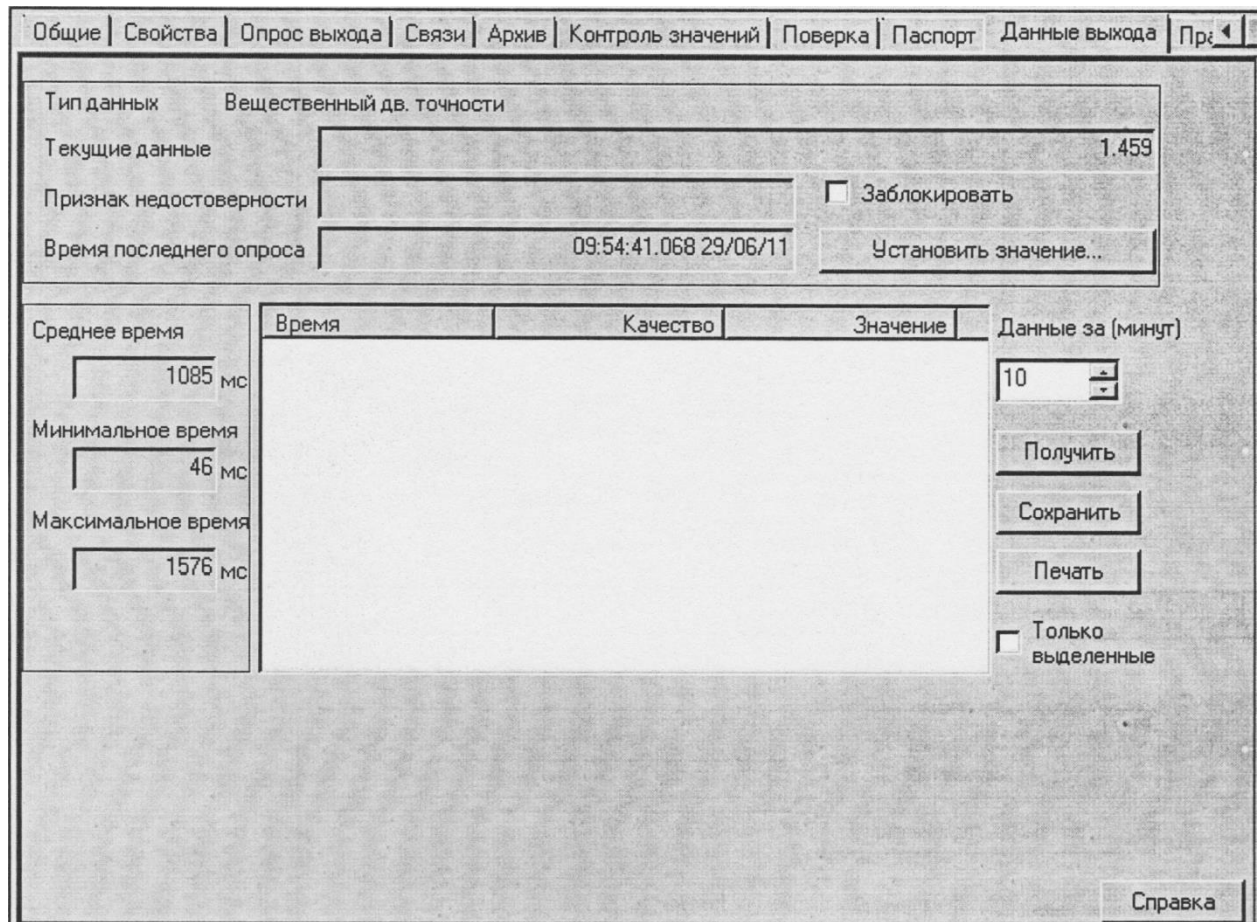 Общие Свойства Опрос выхода Связи Архив Контроль значений Поверка Паспорт Данные выхода
Тип данных Вещественный дв. точности
Текущие данные 1.459
Признак недостоверности Заблокировать
Время последнего опроса 09:54:41.068 29/06/11 Установить значение...
Среднее время
1085 мс
Минимальное время
46 мс
Максимальное время
1576 мс
Время Качество Значение
Данные за (минут)
10
Получить
Сохранить
Печать
Только
выделенные
Справка